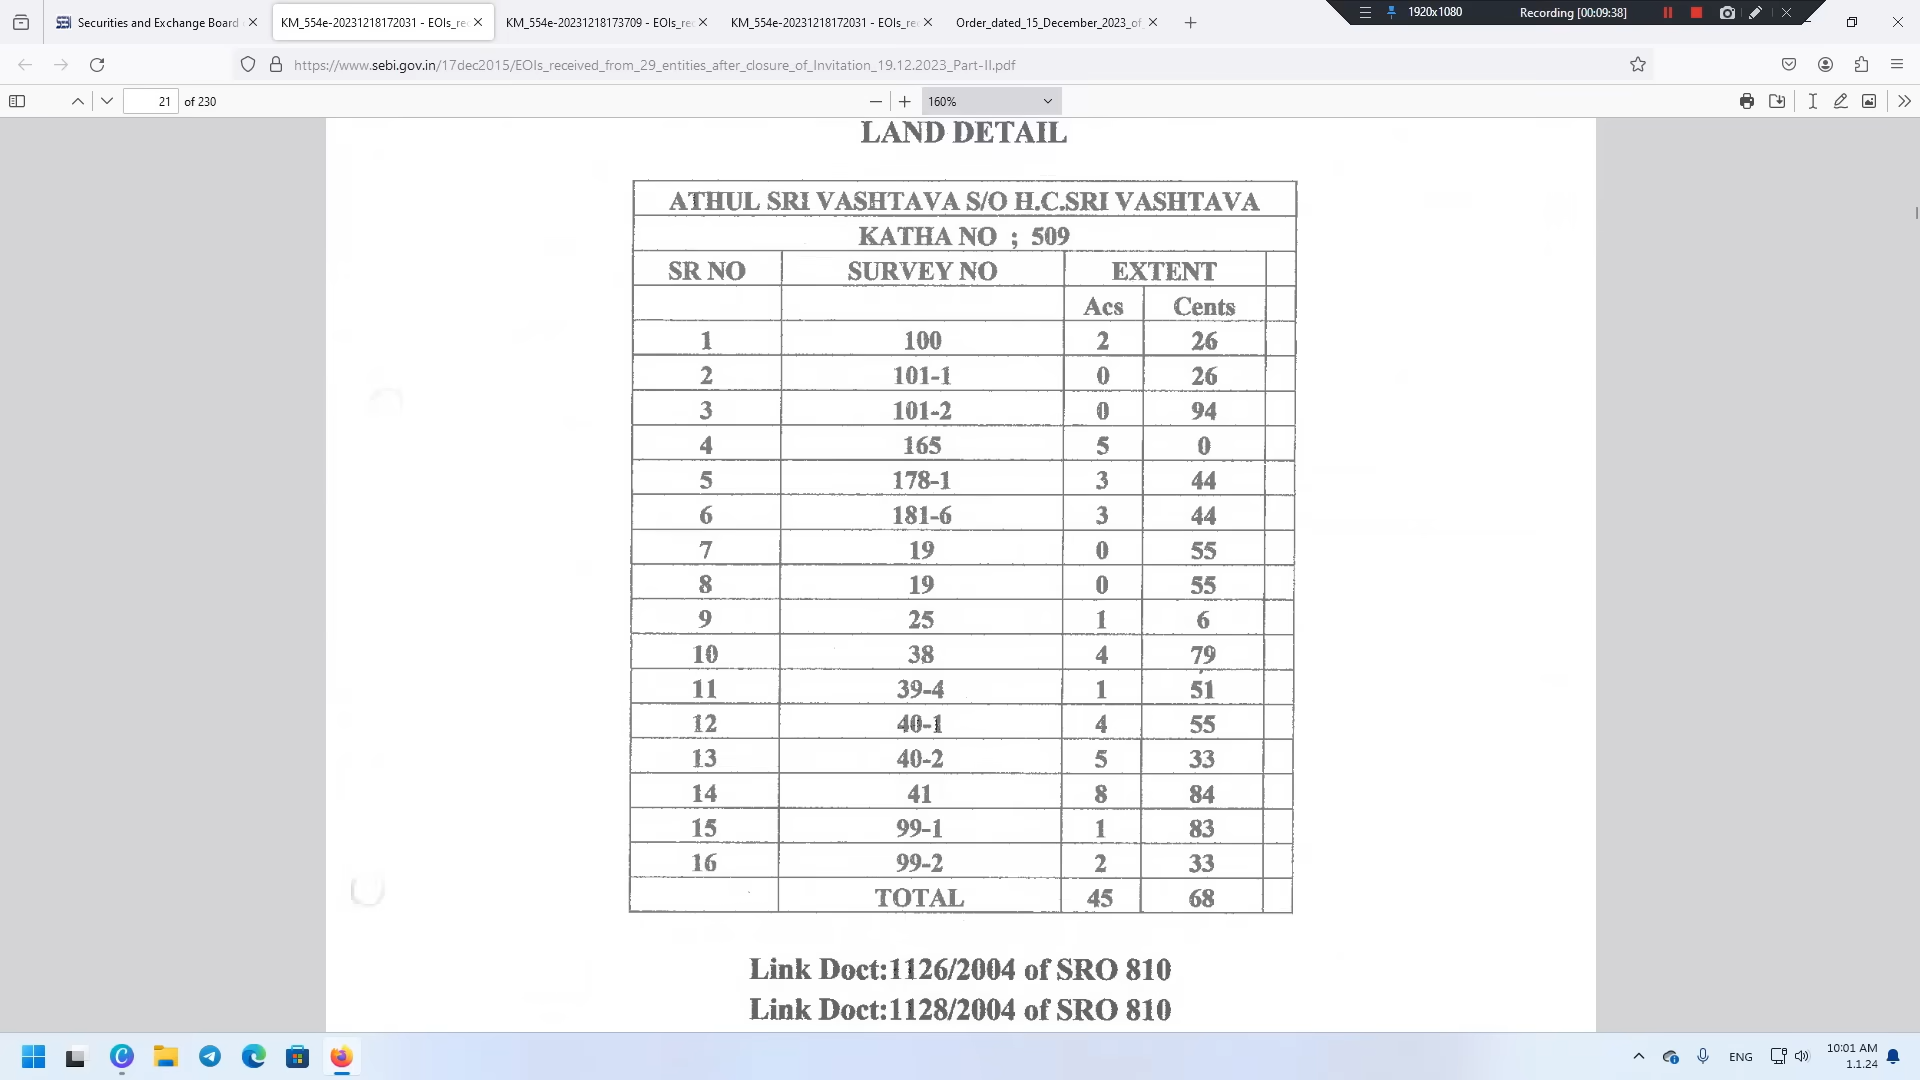 Securities and Exchange Board
KM_554e-20231218172031 - EOIs_re
KM_554e-20231218173709 - EOIs_re
KM_554e-20231218172031 - EOIs_re
Order_dated_15_December_2023_of
1920x1080
Recording [00:09:38]
https://www.sebi.gov.in/17dec2015/EOIs_received_from_29_entities_after_closure_of_Invitation_19.12.2023_Part-II.pdf
21 of 230
160%
LAND DETAIL
ATHUL SRI VASHTAVA S/O H.C.SRI VASHTAVA
KATHA NO ; 509
SR NO SURVEY NO EXTENT
Acs Cents
1 100 2 26
2 101-1 0 26
3 101-2 0 94
4 165 5 0
5 178-1 3 44
6 181-6 3 44
7 19 0 55
8 19 0 55
9 25 1 6
10 38 4 79
11 39-4 1 51
12 40-1 4 55
13 40-2 5 33
14 41 8 84
15 99-1 1 83
16 99-2 2 33
TOTAL 45 68
Link Doct:1126/2004 of SRO 810
Link Doct:1128/2004 of SRO 810
ENG
10:01 AM
1.1.24